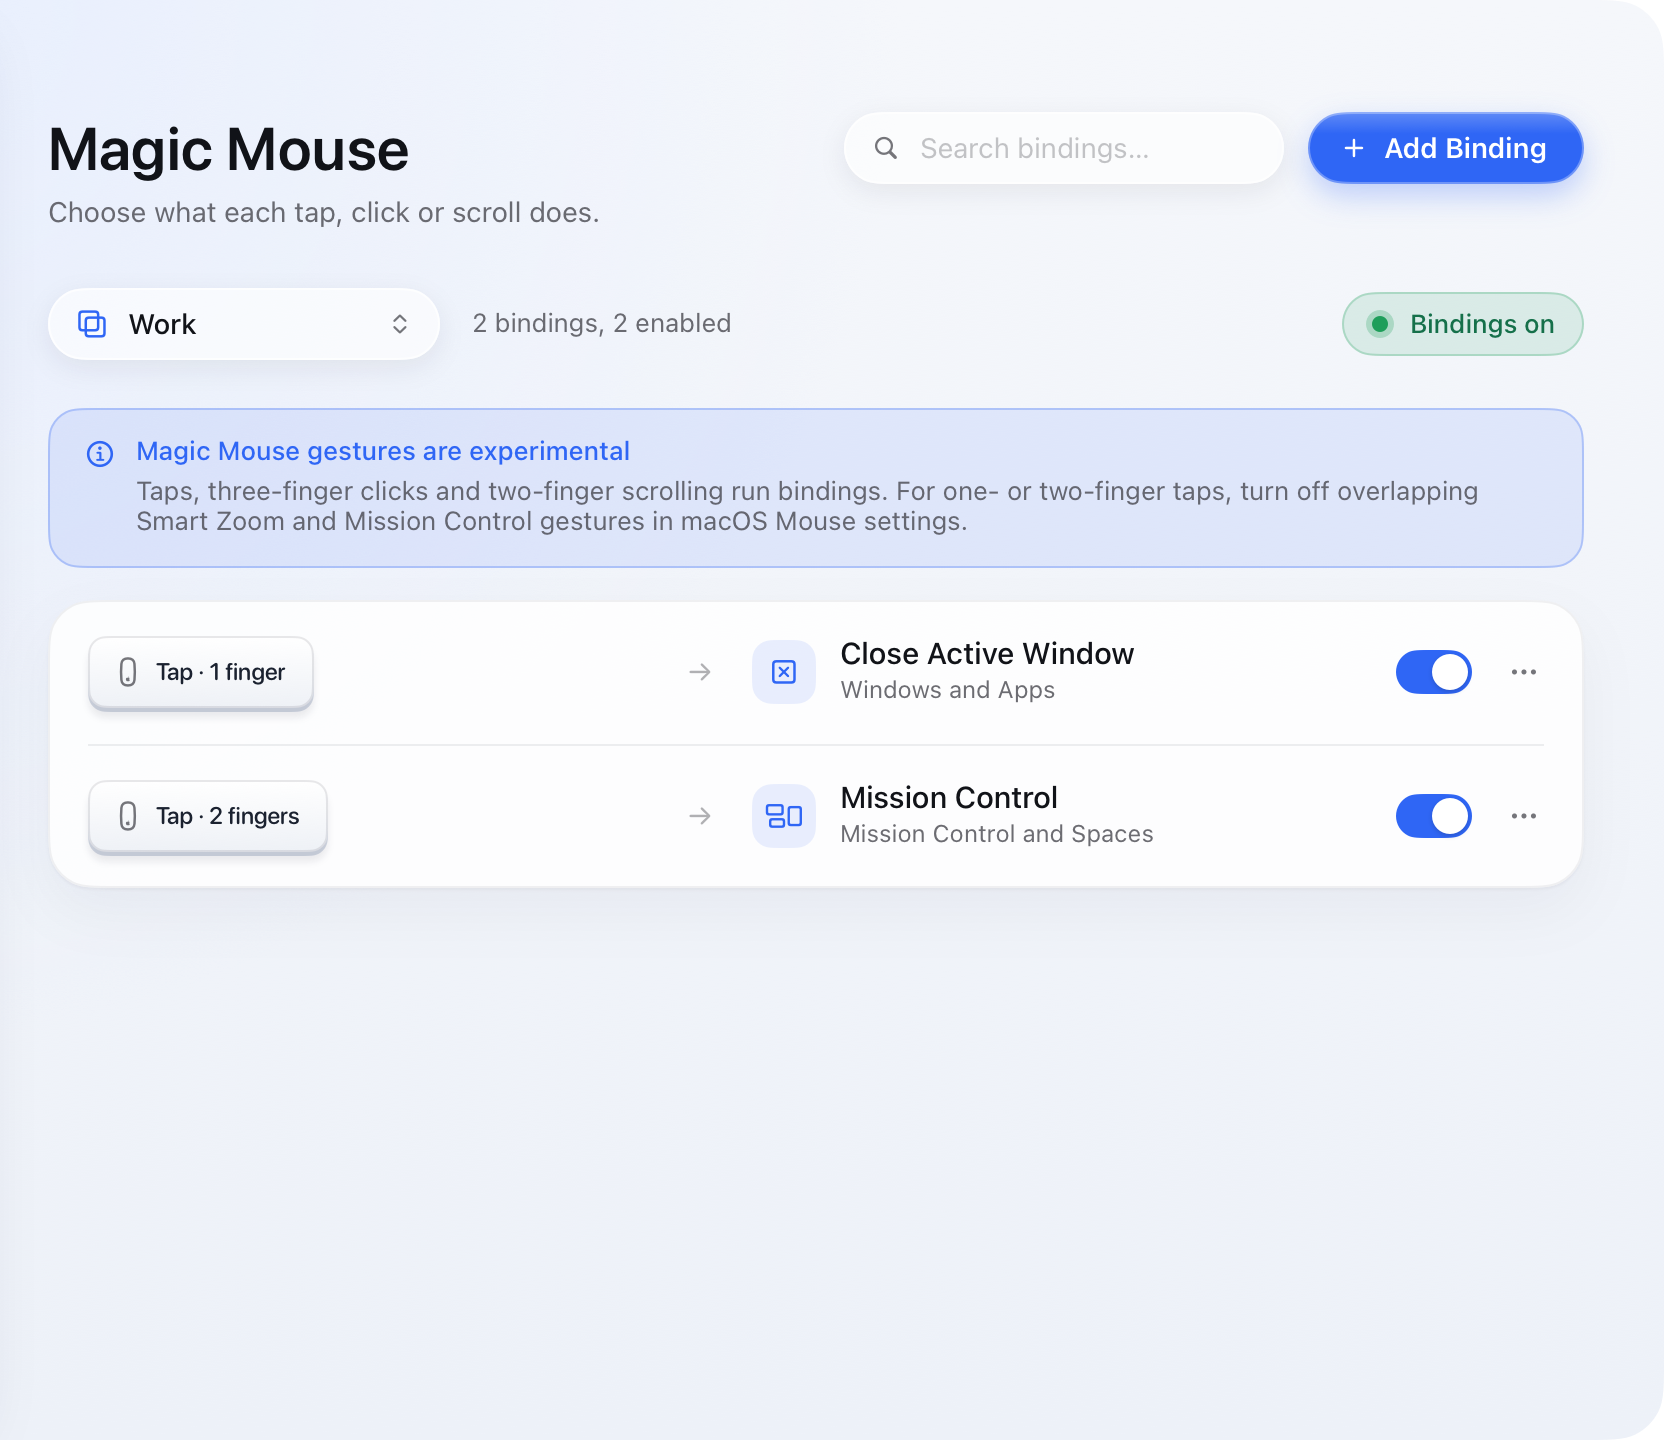 Magic Mouse
Choose what each tap, click or scroll does.
Search bindings...
+ Add Binding
Work
2 bindings, 2 enabled
Bindings on
Magic Mouse gestures are experimental
Taps, three-finger clicks and two-finger scrolling run bindings. For one- or two-finger taps, turn off overlapping
Smart Zoom and Mission Control gestures in macOS Mouse settings.
Tap · 1 finger
Close Active Window
Windows and Apps
Tap · 2 fingers
Mission Control
Mission Control and Spaces